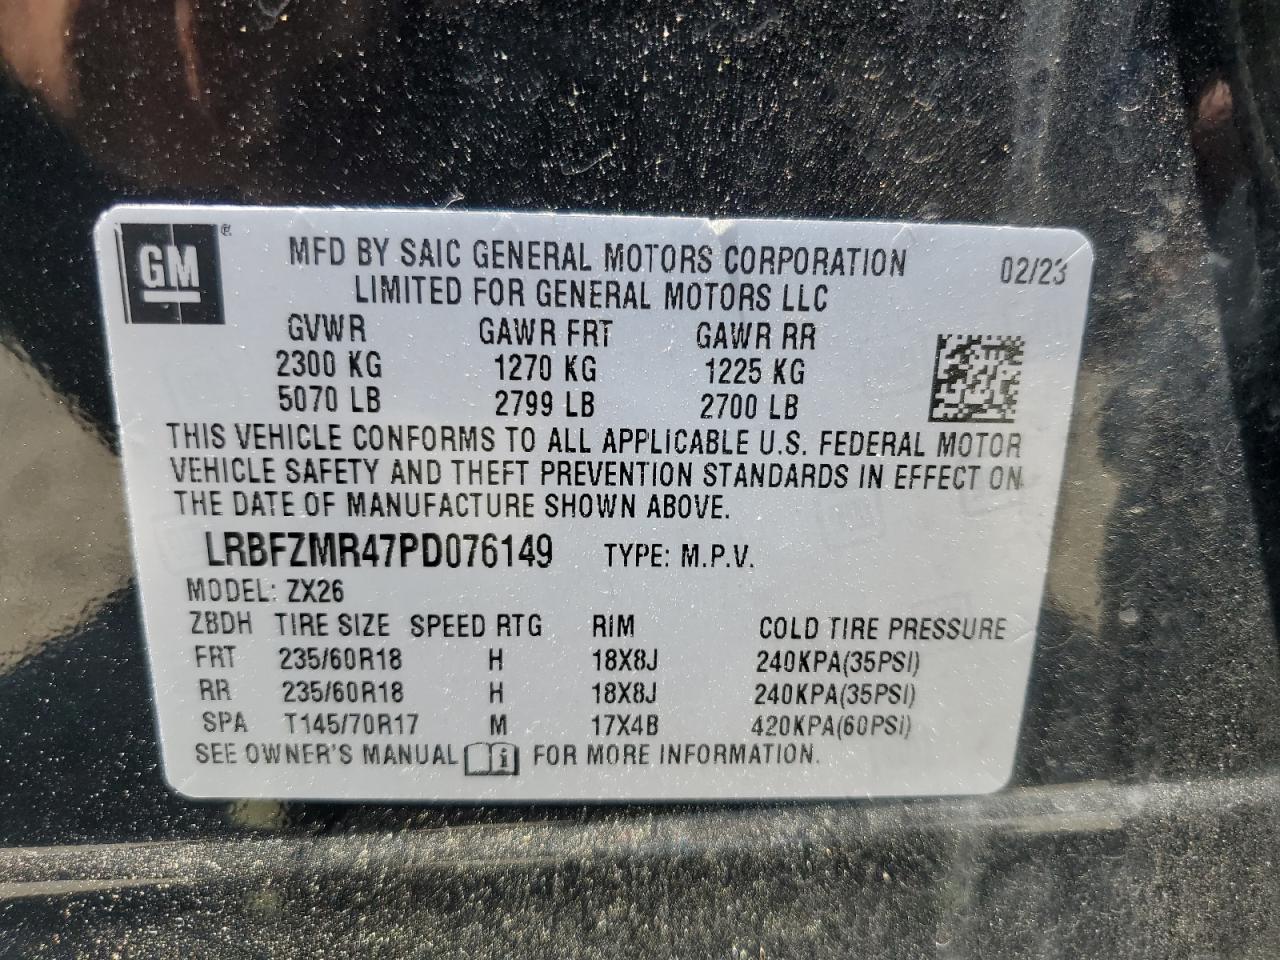 GM ® MFD BY SAIC GENERAL MOTORS CORPORATION 02/23
LIMITED FOR GENERAL MOTORS LLC
GVWR GAWR FRT GAWR RR
2300 KG 1270 KG 1225 KG
5070 LB 2799 LB 2700 LB
THIS VEHICLE CONFORMS TO ALL APPLICABLE U.S. FEDERAL MOTOR
VEHICLE SAFETY AND THEFT PREVENTION STANDARDS IN EFFECT ON
THE DATE OF MANUFACTURE SHOWN ABOVE.
LRBFZMR47PD076149 TYPE: M.P.V.
MODEL: ZX26
ZBDH TIRE SIZE SPEED RTG RIM COLD TIRE PRESSURE
FRT 235/60R18 H 18X8J 240KPA(35PSI)
RR 235/60R18 H 18X8J 240KPA(35PSI)
SPA T145/70R17 M 17X4B 420KPA(60PSI)
SEE OWNER'S MANUAL FOR MORE INFORMATION.